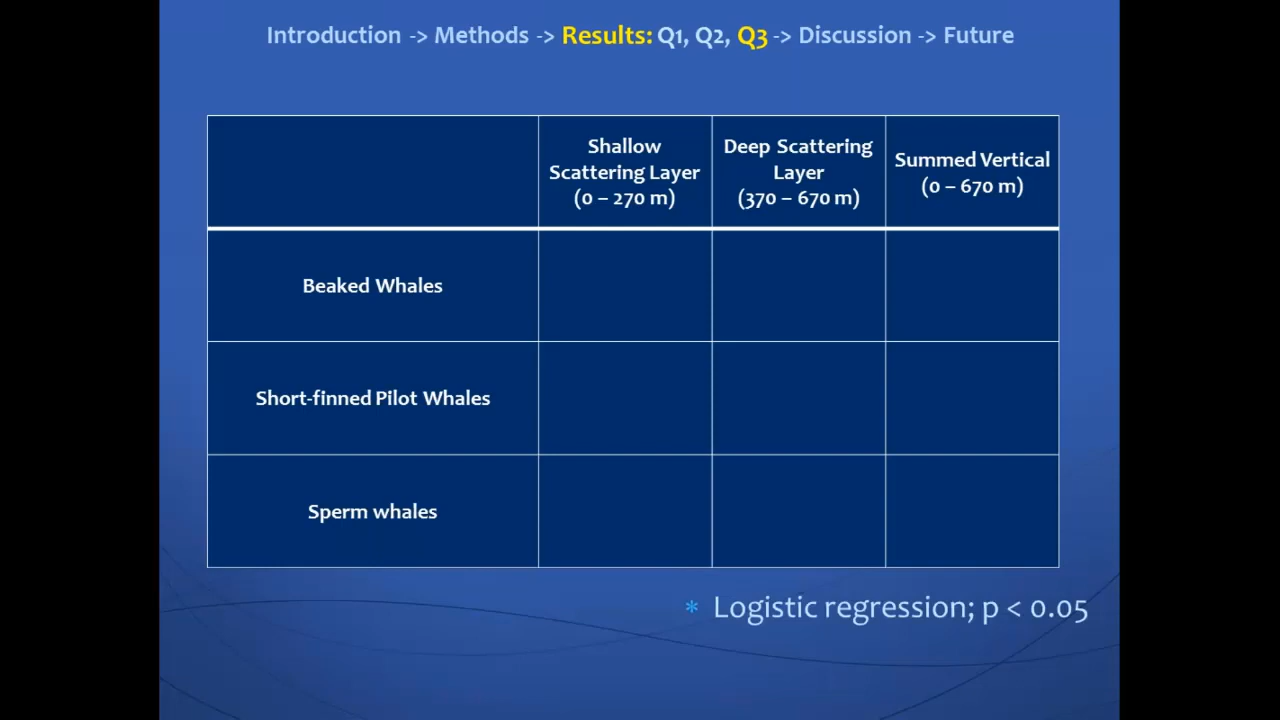 Introduction -> Methods -> Results: Q1, Q2, Q3 -> Discussion -> Future
Shallow
Scattering Layer
(0 – 270 m)
Deep Scattering
Layer
(370 – 670 m)
Summed Vertical
(0 – 670 m)
Beaked Whales
Short-finned Pilot Whales
Sperm whales
* Logistic regression; p < 0.05